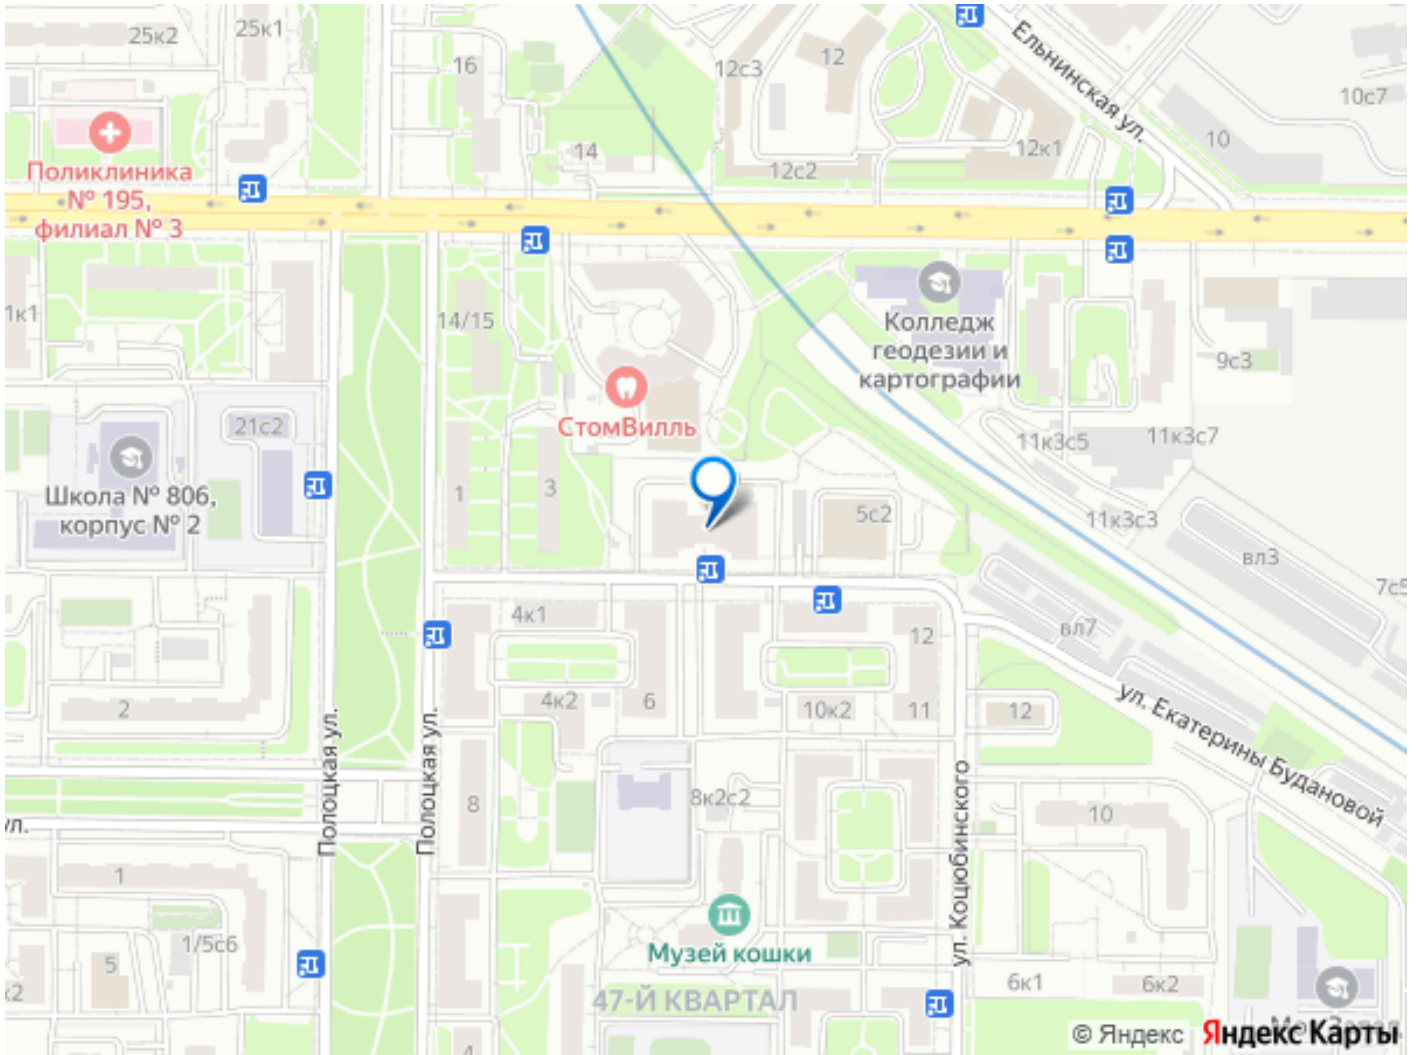 25к2
25к1
16
12с3
12
Ельнинская ул.
10с7
10
12к1
12с2
14
Поликлиника
№ 195,
филиал № 3
1к1
14/15
Колледж
геодезии и
картографии
9с3
СтомВилль
21с2
11к3с5
11к3с7
Школа № 806,
корпус № 2
1
3
5с2
11к3с3
вл3
7с5
4к1
12
вл7
2
4к2
6
10к2
11
12
ул. Екатерины Будановой
Полоцкая ул.
Полоцкая ул.
8
8к2с2
10
ул. Коцюбинского
ул.
1
1/5с6
5
Музей кошки
6к1
6к2
к2
47-Й КВАРТАЛ
4
© Яндекс
Яндекс Карты